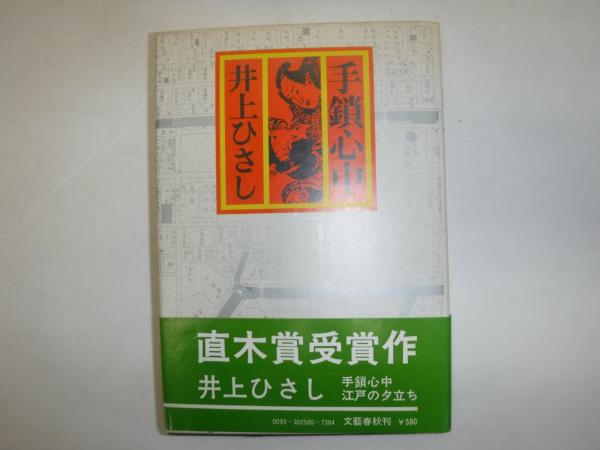 手鎖心中
井上ひさし
直木賞受賞作
井上ひさし
手鎖心中
江戸の夕立ち
0093-302580-7384
文藝春秋刊 ￥580